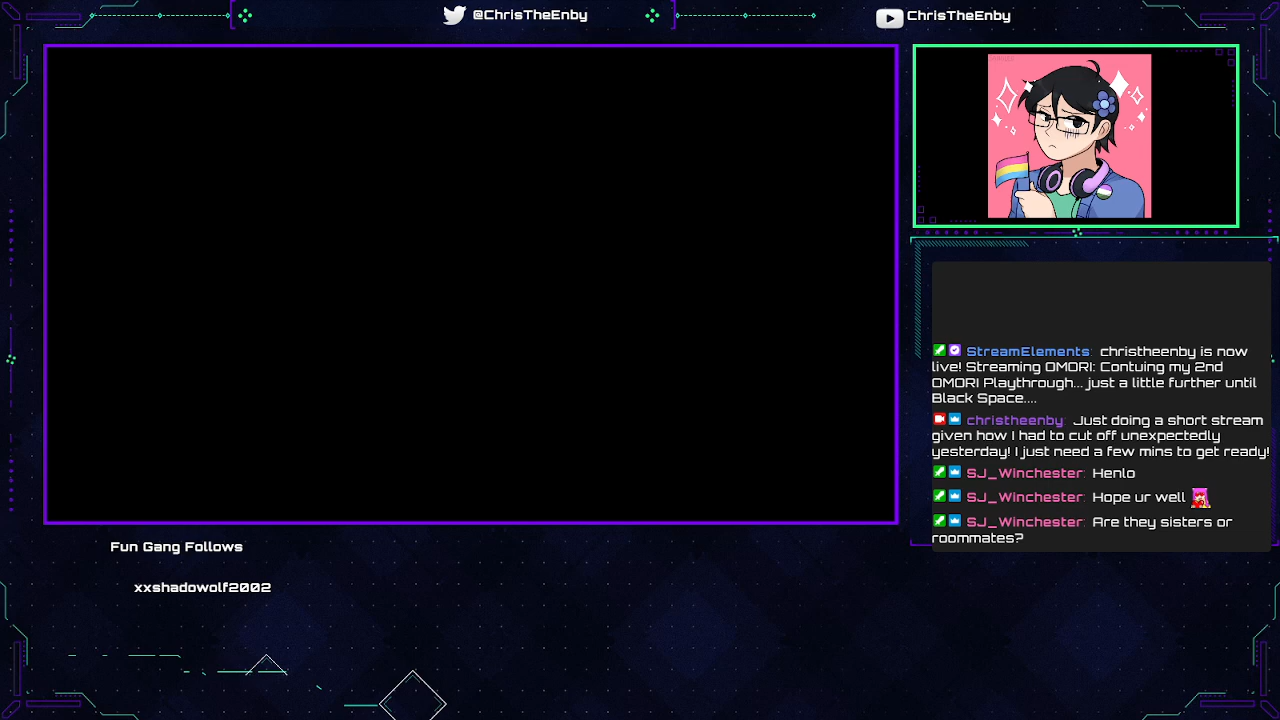 @ChrisTheEnby
ChrisTheEnby
StreamElements: christheenby is now
live! Streaming OMORI: Contuing my 2nd
OMORI Playthrough... just a little further until
Black Space....
christheenby: Just doing a short stream
given how I had to cut off unexpectedly
yesterday! I just need a few mins to get ready!
SJ_Winchester: Henlo
SJ_Winchester: Hope ur well
SJ_Winchester: Are they sisters or
roommates?
Fun Gang Follows
xxshadowolf2002